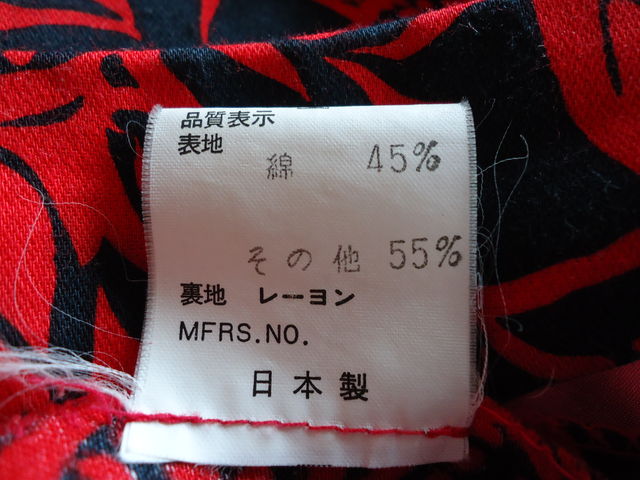 品質表示
表地
綿 45%
その他 55%
裏地 レーヨン
MFRS.NO.
日本製